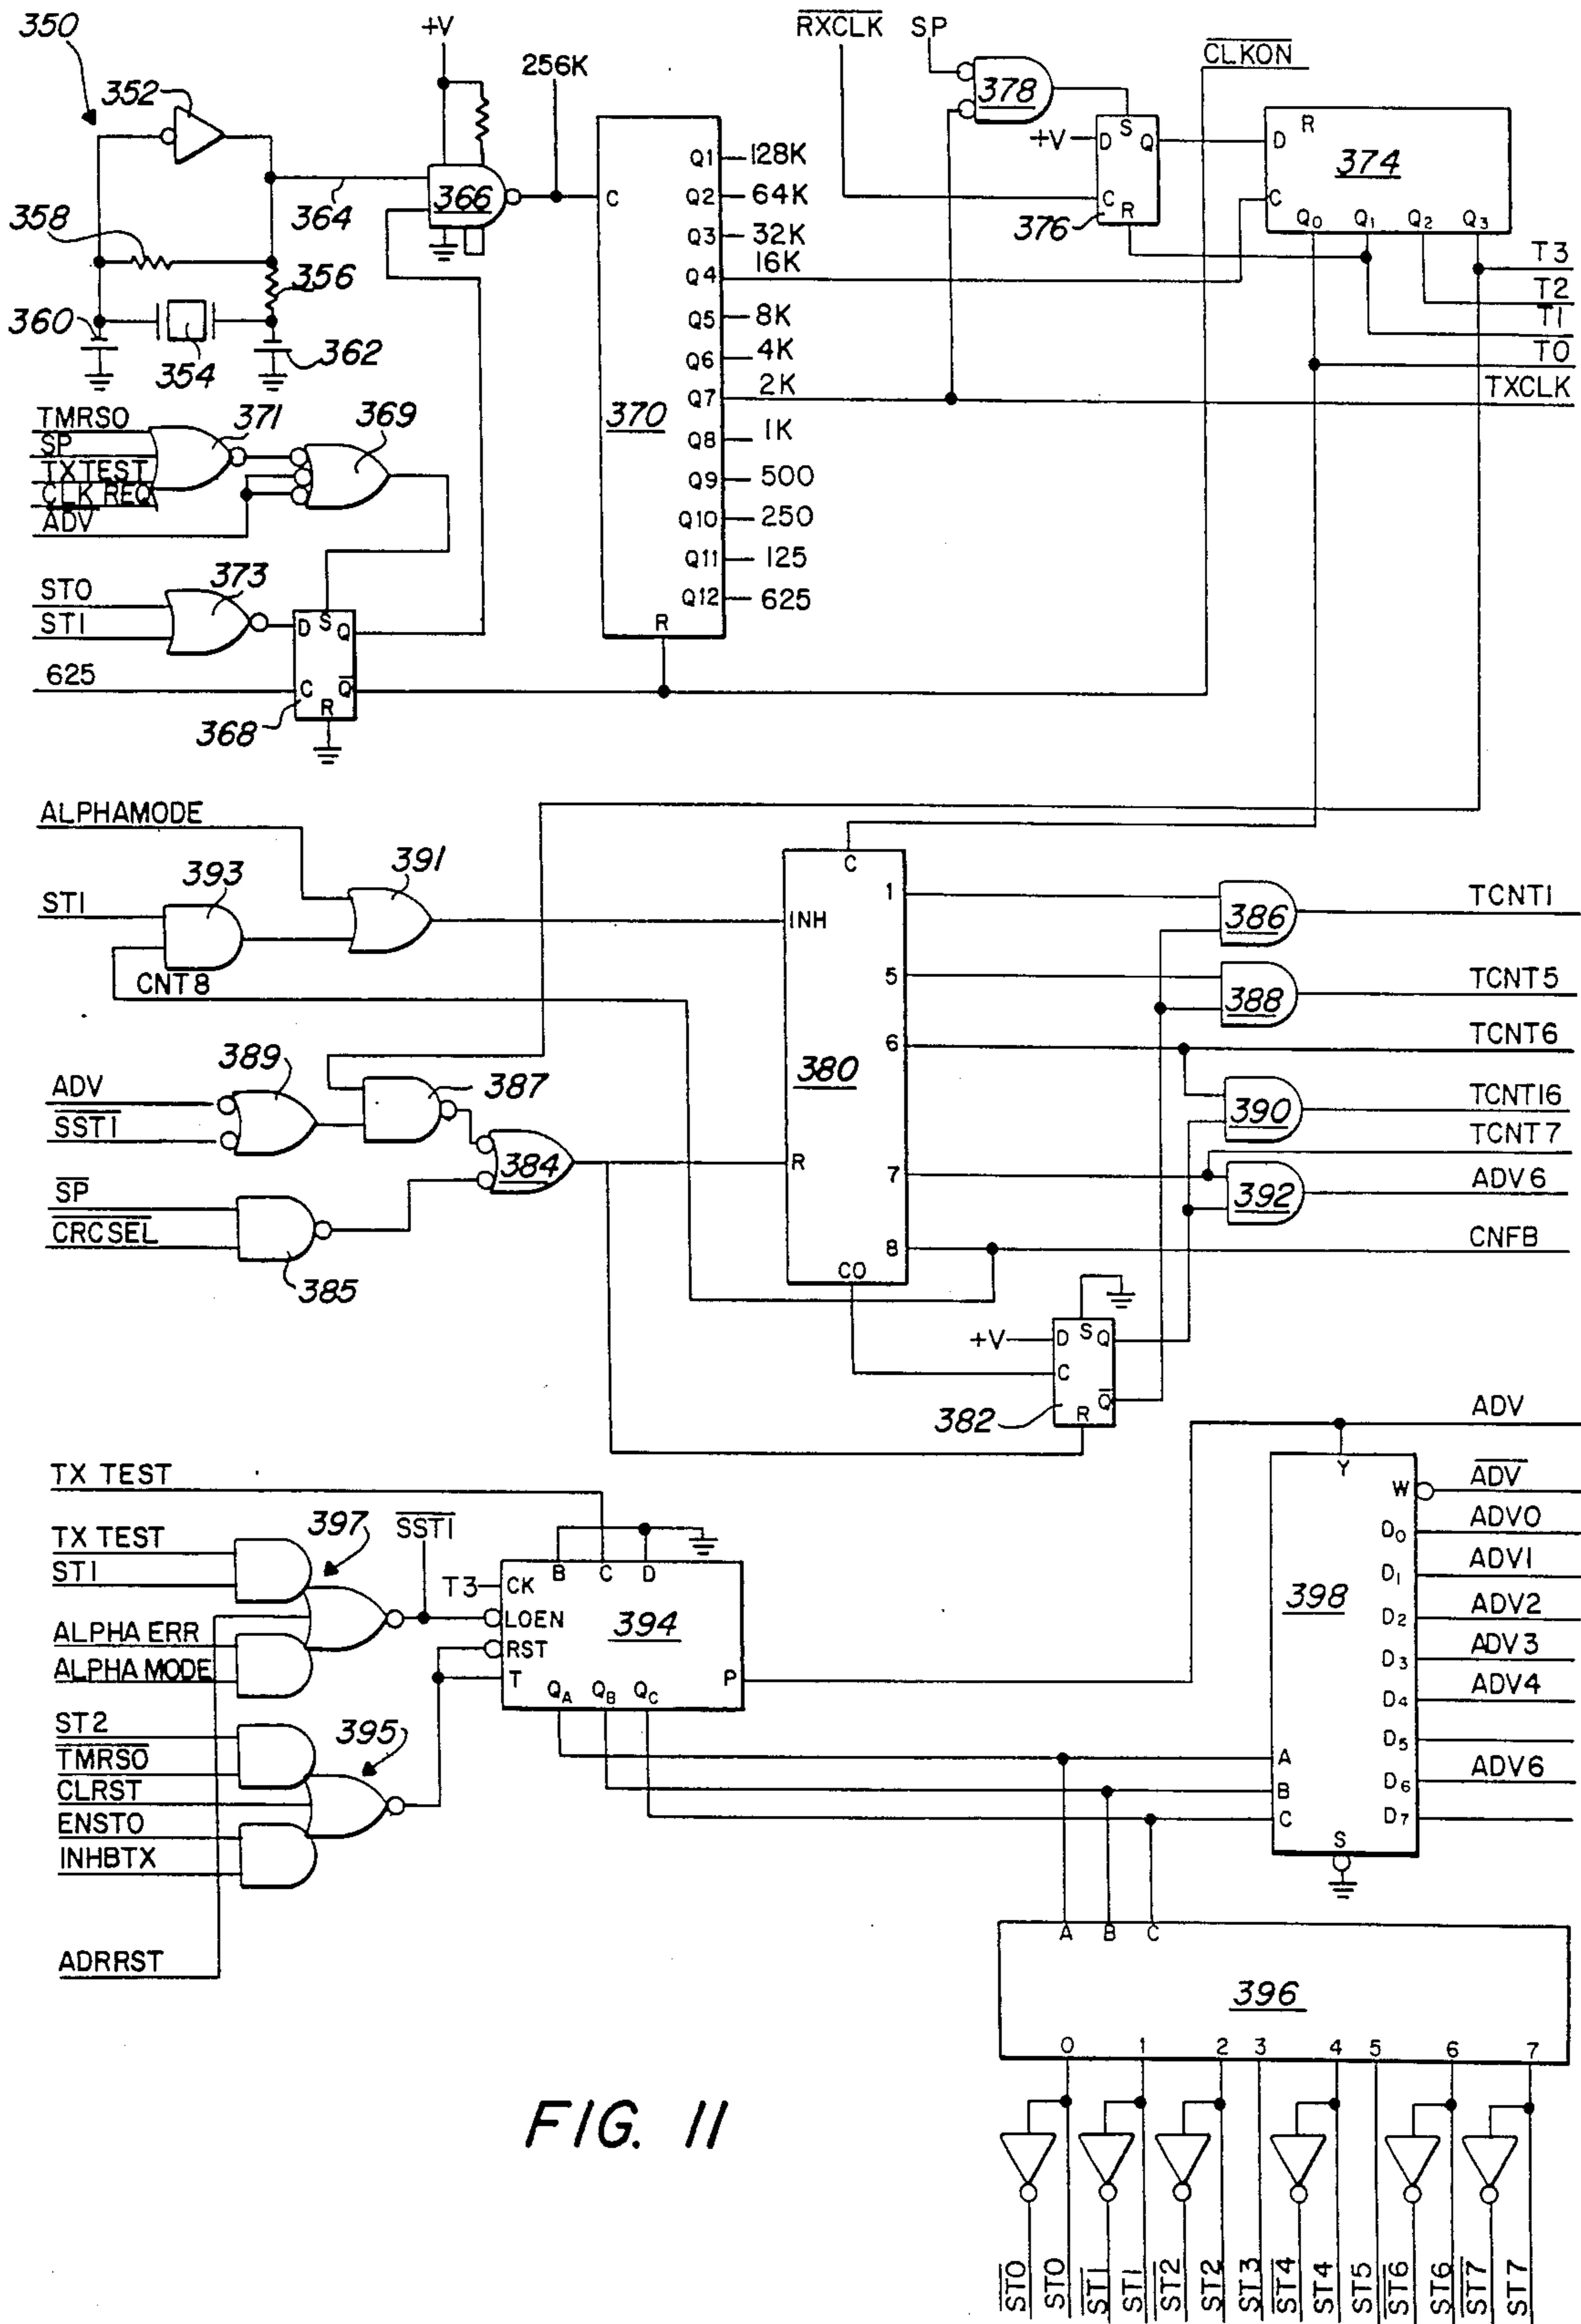 350
+V
RXCLK SP
CLKON
352
256K
378
364
366
C
Q1 128K
Q2 64K
Q3 32K
Q4 16K
Q5 8K
Q6 4K
Q7 2K
Q8 1K
Q9 500
Q10 250
Q11 125
Q12 625
370
R
+V
D S Q
C R
376
D R
374
C
Q0 Q1 Q2 Q3
T3
T2
T1
T0
TXCLK
358
356
360
354
362
TMRSO
SP
TXTEST
CLK REQ
ADV
371
369
STO
STI
373
625
D S Q
C Q
R
368
ALPHAMODE
393
391
STI
CNT8
INH
C
1
5
6
7
8
380
R
CO
386
TCNT1
388
TCNT5
TCNT6
390
TCNT16
TCNT7
392
ADV6
CNFB
389
387
ADV
SSTI
384
SP
CRCSEL
385
+V
D S Q
C
Q
R
382
ADV
TX TEST
TX TEST
STI
397
SSTI
ALPHA ERR
ALPHA MODE
B C D
T3 CK
LOEN
RST
T
394
P
QA QB QC
ST2
TMRSO
CLRST
ENSTO
INHBTX
395
ADRRST
Y
W ADV
D0 ADV0
D1 ADV1
D2 ADV2
D3 ADV3
D4 ADV4
D5
D6 ADV6
D7
398
A
B
C
S
A B C
396
0 1 2 3 4 5 6 7
STO STO STI STI ST2 ST2 ST3 ST4 ST4 ST5 ST6 ST6 ST7 ST7
FIG. 11